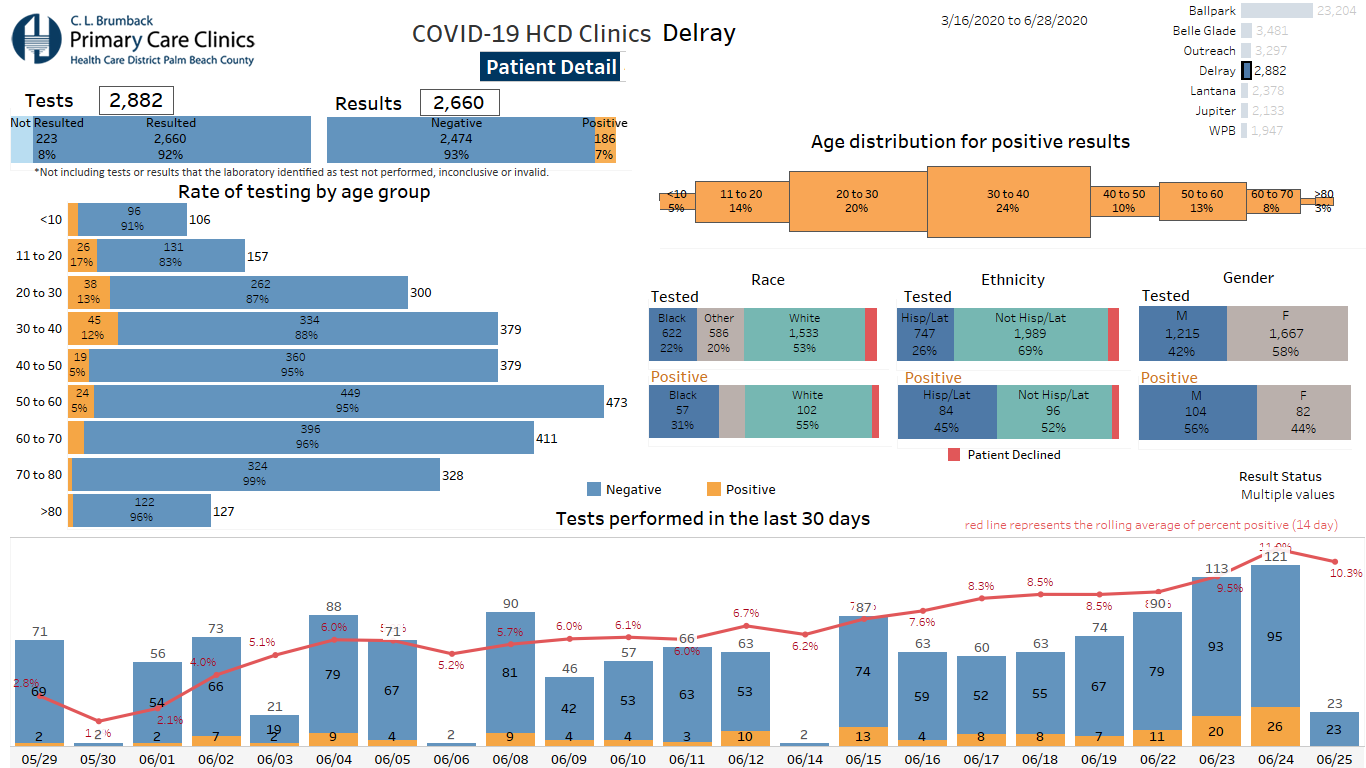 C. L. Brumback
Primary Care Clinics
Health Care District Palm Beach County
COVID-19 HCD Clinics Delray
Patient Detail
3/16/2020 to 6/28/2020
Ballpark 23,204
Belle Glade 3,481
Outreach 3,297
Delray 2,882
Lantana 2,378
Jupiter 2,133
WPB 1,947
Tests 2,882
Results 2,660
Not Resulted Resulted
223 2,660
8% 92%
Negative Positive
2,474 186
93% 7%
*Not including tests or results that the laboratory identified as test not performed, inconclusive or invalid.
Rate of testing by age group
<10 96 91% 106
11 to 20 26 17% 131 83% 157
20 to 30 38 13% 262 87% 300
30 to 40 45 12% 334 88% 379
40 to 50 19 5% 360 95% 379
50 to 60 24 5% 449 95% 473
60 to 70 396 96% 411
70 to 80 324 99% 328
>80 122 96% 127
Age distribution for positive results
<10 11 to 20 20 to 30 30 to 40 40 to 50 50 to 60 60 to 70 >80
5% 14% 20% 24% 10% 13% 8% 3%
Race
Tested
Black Other White
622 586 1,533
22% 20% 53%
Positive
Black White
57 102
31% 55%
Ethnicity
Tested
Hisp/Lat Not Hisp/Lat
747 1,989
26% 69%
Positive
Hisp/Lat Not Hisp/Lat
84 96
45% 52%
Patient Declined
Gender
Tested
M F
1,215 1,667
42% 58%
Positive
M F
104 82
56% 44%
Result Status
Multiple values
Negative Positive
Tests performed in the last 30 days
red line represents the rolling average of percent positive (14 day)
71 56 73 21 88 71 2 90 46 57 66 63 2 87 63 60 63 74 90 113 121 23
2.8% 2.1% 4.0% 5.1% 6.0% 5.2% 5.7% 6.0% 6.1% 6.0% 6.7% 6.2% 7.6% 8.3% 8.5% 8.5% 9.5% 11.0% 10.3%
69 2 54 66 19 79 67 81 42 53 63 53 74 59 52 55 67 79 93 95 23
2 2 7 2 9 4 9 4 4 3 10 13 4 8 8 7 11 20 26
05/29 05/30 06/01 06/02 06/03 06/04 06/05 06/06 06/08 06/09 06/10 06/11 06/12 06/14 06/15 06/16 06/17 06/18 06/19 06/22 06/23 06/24 06/25